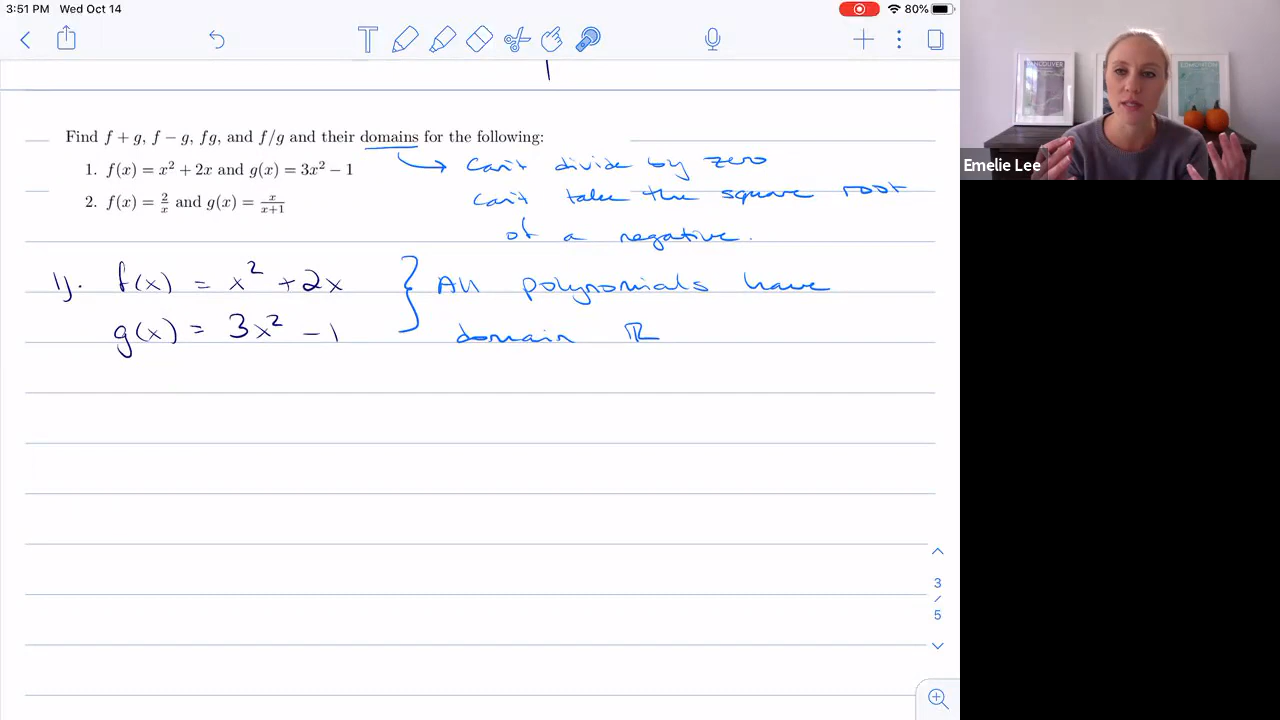 3:51 PM Wed Oct 14
80%
T
Find f + g, f − g, fg, and f/g and their domains for the following:
1. f(x) = x² + 2x and g(x) = 3x² − 1
2. f(x) = 2/x and g(x) = x/(x+1)
Can't divide by zero
Can't take the square root
of a negative.
1). f(x) = x² + 2x
g(x) = 3x² − 1
All polynomials have
domain ℝ
3
/
5
VANCOUVER
EDMONTON
Emelie Lee